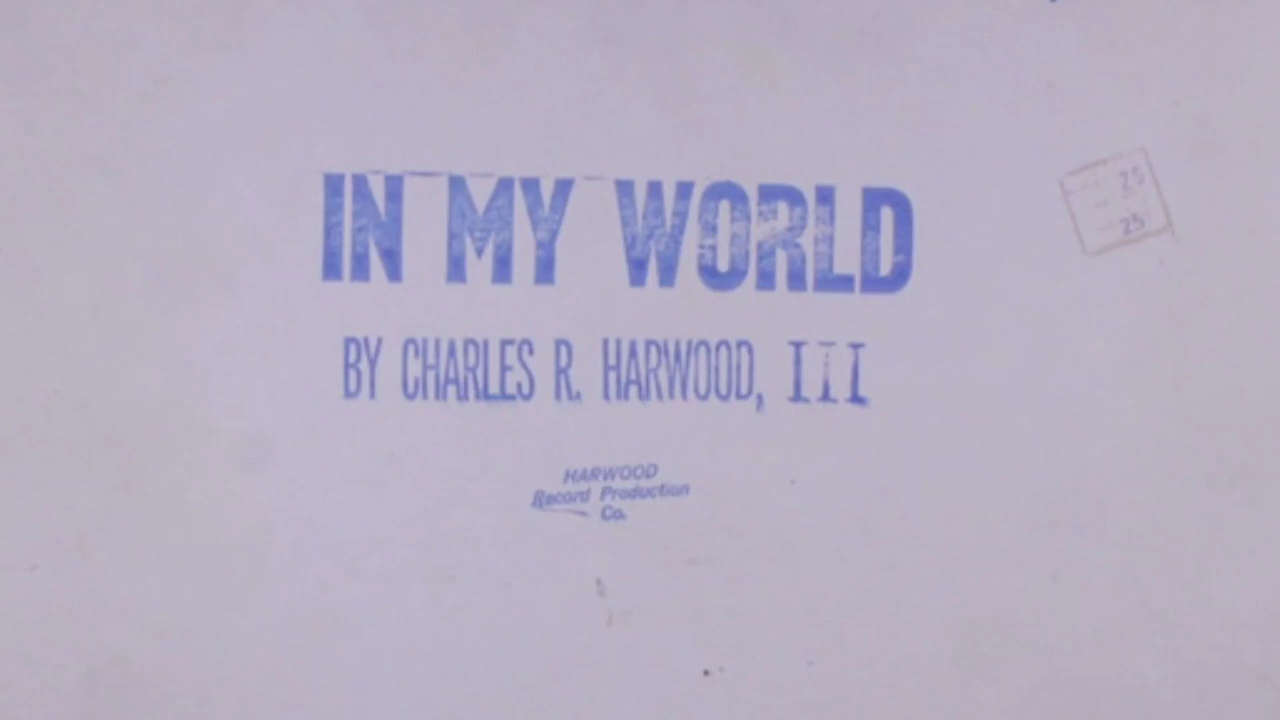 IN MY WORLD
BY CHARLES R. HARWOOD, III
HARWOOD
Record Production
Co.
25
25